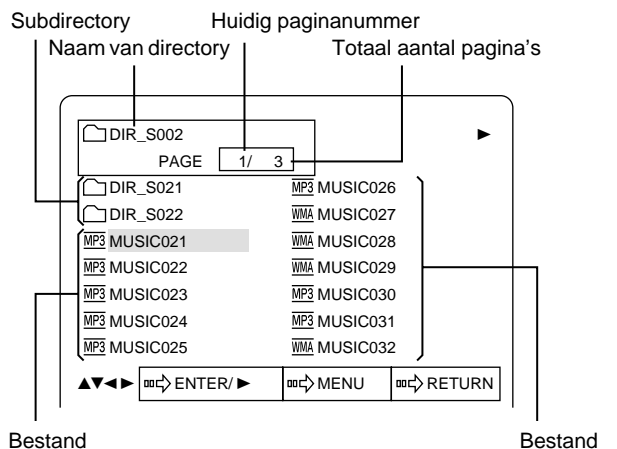 Subdirectory
Huidig paginanummer
Naam van directory
Totaal aantal pagina's
DIR_S002
PAGE 1/ 3
DIR_S021
DIR_S022
MP3 MUSIC021
MP3 MUSIC022
MP3 MUSIC023
MP3 MUSIC024
MP3 MUSIC025
MP3 MUSIC026
WMA MUSIC027
WMA MUSIC028
WMA MUSIC029
MP3 MUSIC030
MP3 MUSIC031
WMA MUSIC032
ENTER/
MENU
RETURN
Bestand
Bestand